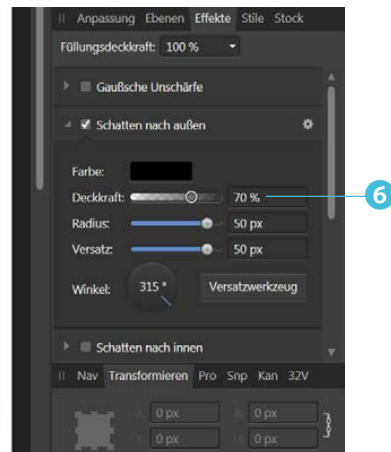 Anpassung Ebenen Effekte Stile Stock
Füllungsdeckkraft: 100 %
Gaußsche Unschärfe
Schatten nach außen
Farbe:
Deckkraft: 70 % 6
Radius: 50 px
Versatz: 50 px
Winkel: 315 ° Versatzwerkzeug
Schatten nach innen
Nav Transformieren Pro Snp Kan 32V
X: 0 px B: 0 px
Y: 0 px H: 0 px